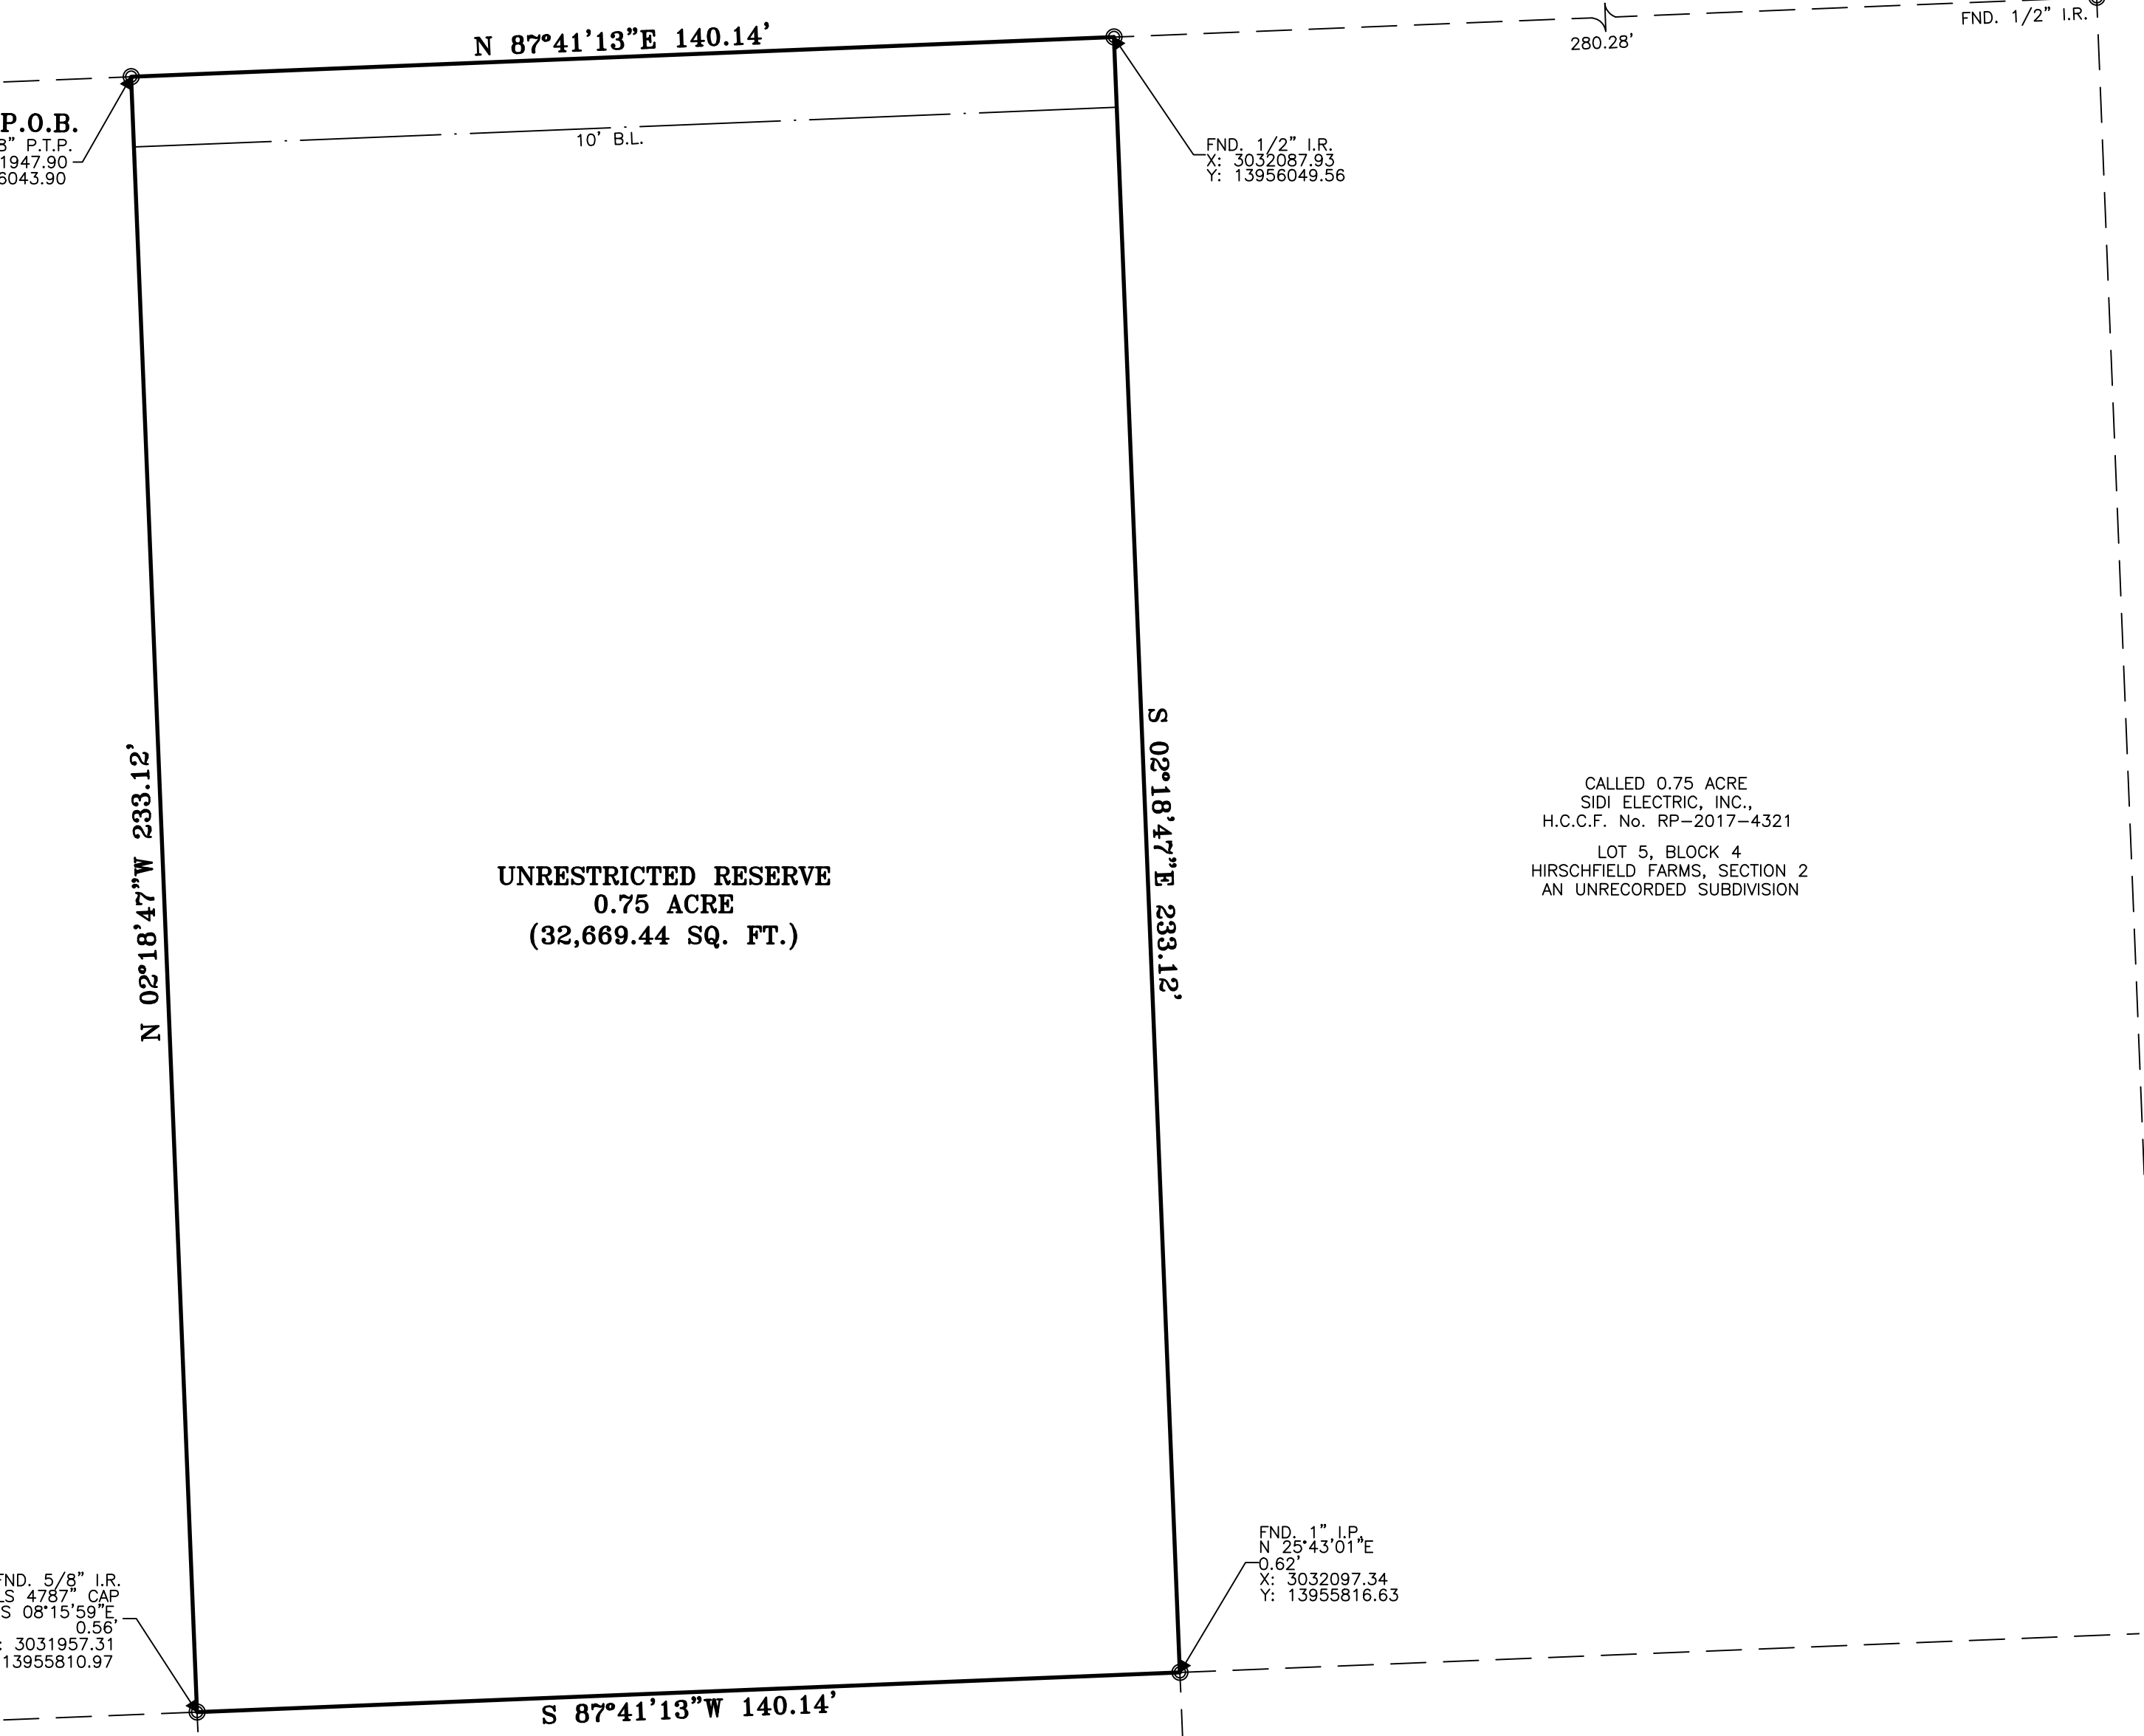 N 87°41'13"E 140.14'
280.28'
FND. 1/2" I.R.
P.O.B.
8" P.T.P.
1947.90
6043.90
10' B.L.
FND. 1/2" I.R.
X: 3032087.93
Y: 13956049.56
N 02°18'47"W 233.12'
S 02°18'47"E 233.12'
UNRESTRICTED RESERVE
0.75 ACRE
(32,669.44 SQ. FT.)
CALLED 0.75 ACRE
SIDI ELECTRIC, INC.,
H.C.C.F. No. RP-2017-4321
LOT 5, BLOCK 4
HIRSCHFIELD FARMS, SECTION 2
AN UNRECORDED SUBDIVISION
FND. 1" I.P.
N 25°43'01"E
0.62'
X: 3032097.34
Y: 13955816.63
FND. 5/8" I.R.
LS 4787" CAP
S 08°15'59"E
0.56'
: 3031957.31
13955810.97
S 87°41'13"W 140.14'